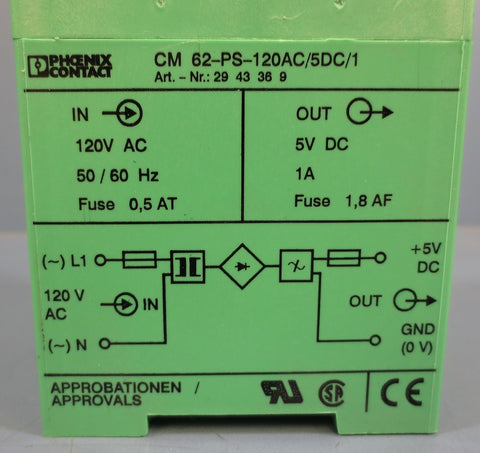 PHOENIX
CONTACT
CM 62-PS-120AC/5DC/1
Art.-Nr.: 29 43 36 9
IN
120V AC
50/60 Hz
Fuse 0,5 AT
OUT
5V DC
1A
Fuse 1,8 AF
(~) L1
+5V
DC
120 V
AC
IN
OUT
(~) N
GND
(0 V)
APPROBATIONEN /
APPROVALS
RU
SA
CE